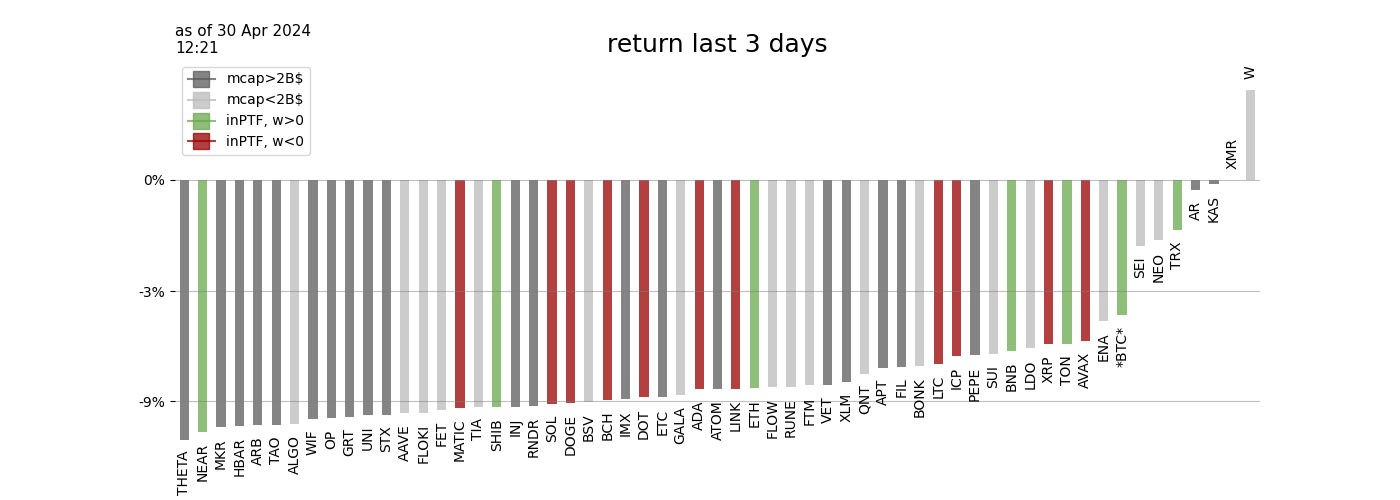 as of 30 Apr 2024
12:21
return last 3 days
mcap>2B$
mcap<2B$
inPTF, w>0
inPTF, w<0
0%
-3%
-9%
THETA
NEAR
MKR
HBAR
ARB
TAO
ALGO
WIF
OP
GRT
UNI
STX
AAVE
FLOKI
FET
MATIC
TIA
SHIB
INJ
RNDR
SOL
DOGE
BSV
BCH
IMX
DOT
ETC
GALA
ADA
ATOM
LINK
ETH
FLOW
RUNE
FTM
VET
XLM
QNT
APT
FIL
BONK
LTC
ICP
PEPE
SUI
BNB
LDO
XRP
TON
AVAX
ENA
*BTC*
SEI
NEO
TRX
AR
KAS
XMR
W